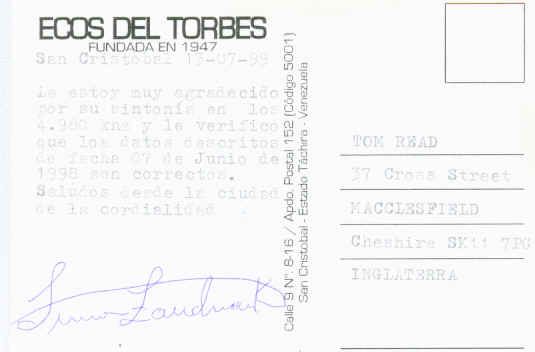 ECOS DEL TORBES
FUNDADA EN 1947
San Cristobal 13-07-99
Le estoy muy agradecido
por su sintonía en los
4.980 khz y le verifico
que los datos descritos
de fecha 07 de Junio de
1998 son correctos.
Saludos desde la ciudad
de la cordialidad .
Calle 9 Nº. 8-16 / Apdo. Postal 152 (Código 5001)
San Cristobal - Estado Táchira - Venezuela
TOM READ
37 Cross Street
MACCLESFIELD
Cheshire SK11 7PG
INGLATERRA